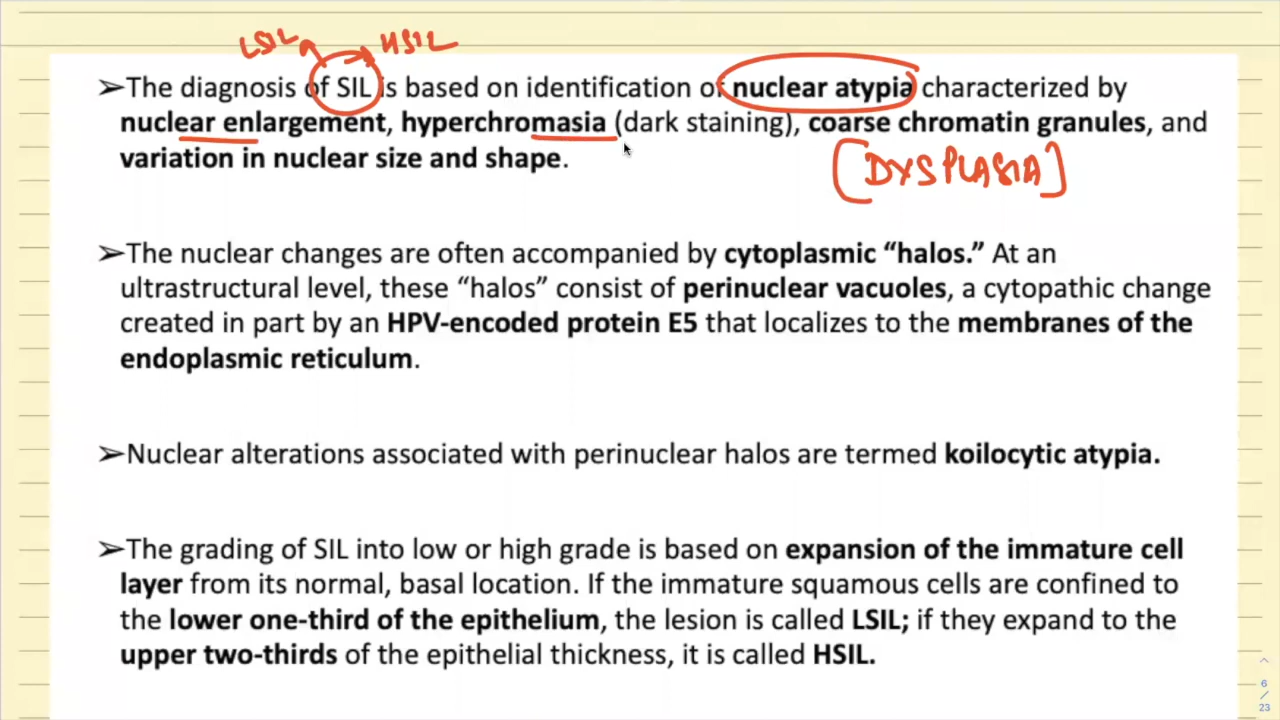 LSIL HSIL
➢The diagnosis of SIL is based on identification of nuclear atypia characterized by
nuclear enlargement, hyperchromasia (dark staining), coarse chromatin granules, and
variation in nuclear size and shape.
[DYSPLASIA]
➢The nuclear changes are often accompanied by cytoplasmic “halos.” At an
ultrastructural level, these “halos” consist of perinuclear vacuoles, a cytopathic change
created in part by an HPV-encoded protein E5 that localizes to the membranes of the
endoplasmic reticulum.
➢Nuclear alterations associated with perinuclear halos are termed koilocytic atypia.
➢The grading of SIL into low or high grade is based on expansion of the immature cell
layer from its normal, basal location. If the immature squamous cells are confined to
the lower one-third of the epithelium, the lesion is called LSIL; if they expand to the
upper two-thirds of the epithelial thickness, it is called HSIL.
6
/
23